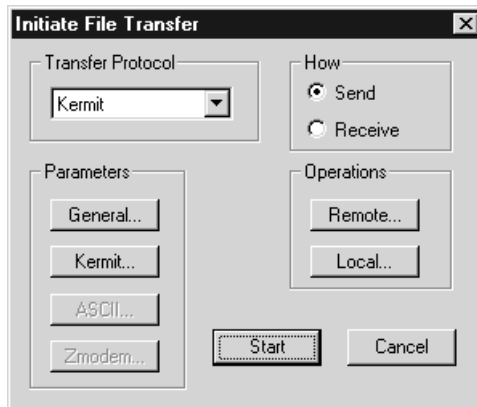 Initiate File Transfer
Transfer Protocol
Kermit
How
Send
Receive
Parameters
General...
Kermit...
ASCII...
Zmodem...
Operations
Remote...
Local...
Start
Cancel